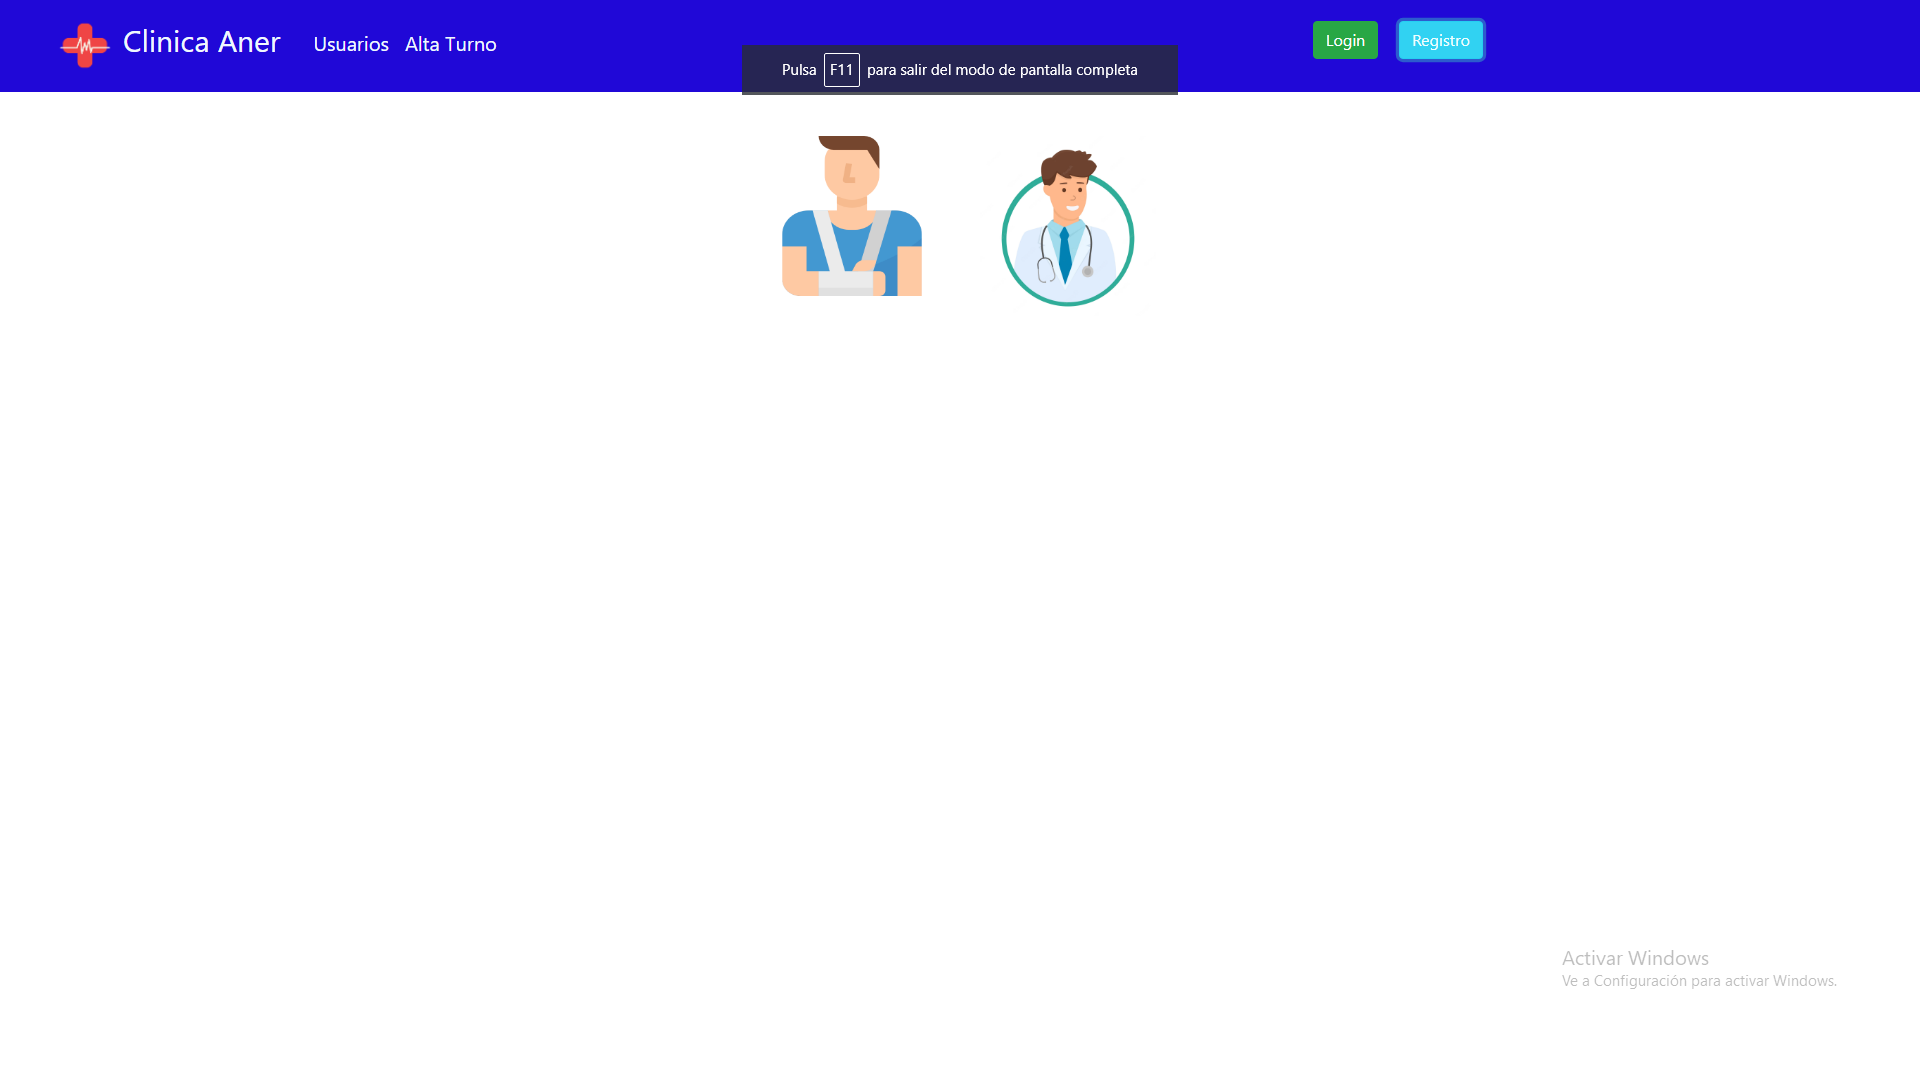 Clinica Aner
Usuarios
Alta Turno
Login
Registro
Pulsa F11 para salir del modo de pantalla completa
Activar Windows
Ve a Configuración para activar Windows.